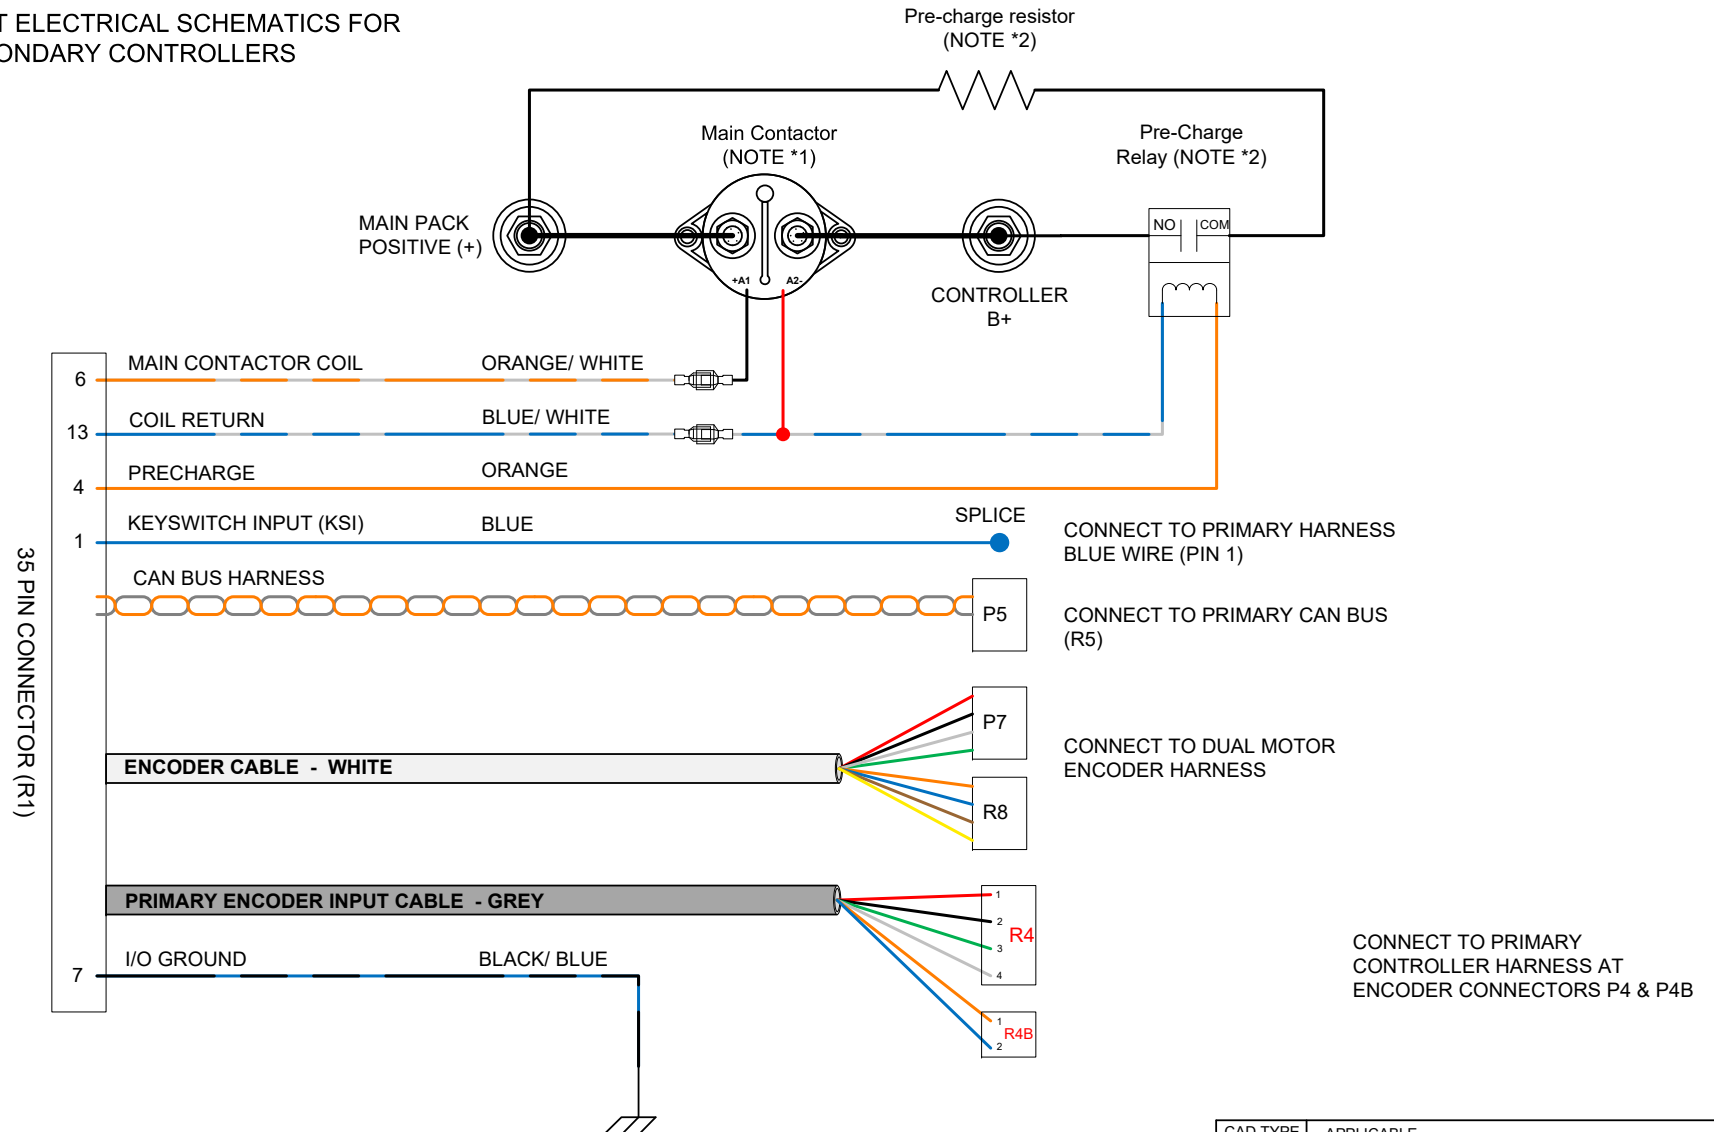 T ELECTRICAL SCHEMATICS FOR
ONDARY CONTROLLERS
Pre-charge resistor
(NOTE *2)
Main Contactor
(NOTE *1)
Pre-Charge
Relay (NOTE *2)
MAIN PACK
POSITIVE (+)
NO
COM
+A1
A2-
CONTROLLER
B+
35 PIN CONNECTOR (R1)
6
MAIN CONTACTOR COIL
ORANGE/ WHITE
13
COIL RETURN
BLUE/ WHITE
4
PRECHARGE
ORANGE
1
KEYSWITCH INPUT (KSI)
BLUE
SPLICE
CONNECT TO PRIMARY HARNESS
BLUE WIRE (PIN 1)
CAN BUS HARNESS
P5
CONNECT TO PRIMARY CAN BUS
(R5)
ENCODER CABLE - WHITE
P7
R8
CONNECT TO DUAL MOTOR
ENCODER HARNESS
PRIMARY ENCODER INPUT CABLE - GREY
1
2
3
4
R4
1
2
R4B
CONNECT TO PRIMARY
CONTROLLER HARNESS AT
ENCODER CONNECTORS P4 & P4B
7
I/O GROUND
BLACK/ BLUE
CAD TYPE
APPLICABLE